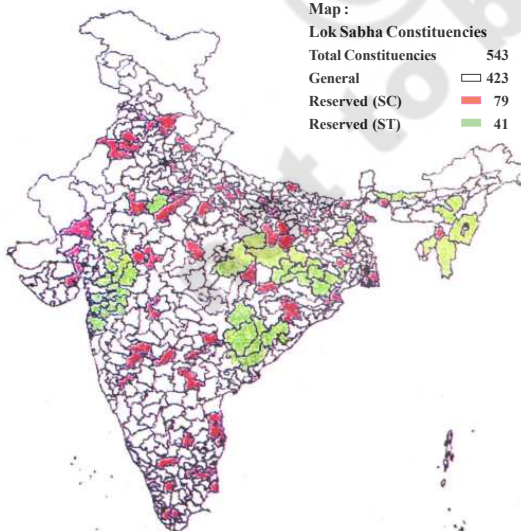 Map :
Lok Sabha Constituencies
Total Constituencies 543
General 423
Reserved (SC) 79
Reserved (ST) 41